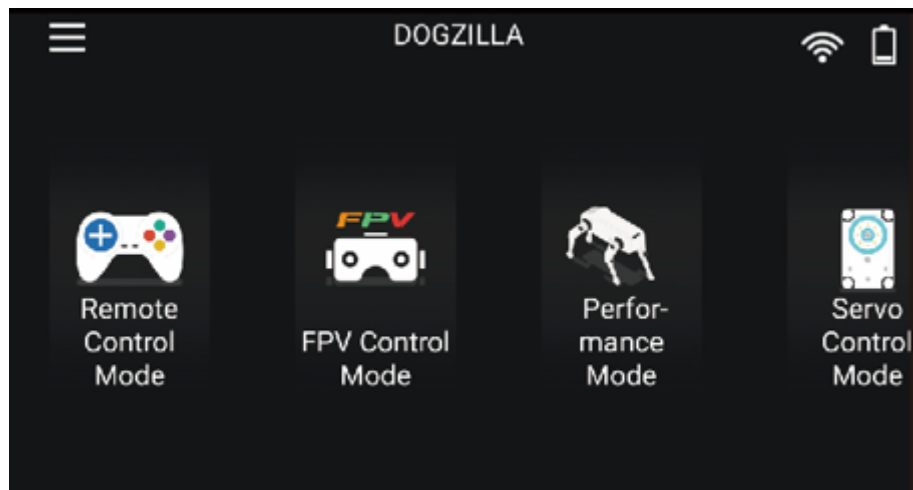 DOGZILLA
Remote
Control
Mode
FPV
FPV Control
Mode
Perfor-
mance
Mode
Servo
Control
Mode